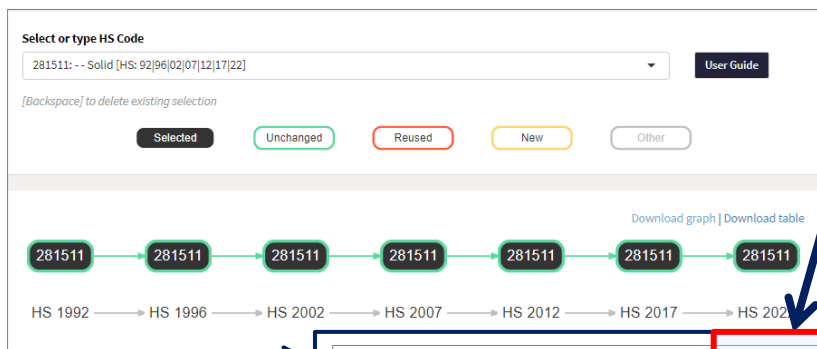 Select or type HS Code
281511: - - Solid [HS: 92|96|02|07|12|17|22]
User Guide
[Backspace] to delete existing selection
Selected Unchanged Reused New Other
Download graph | Download table
281511 281511 281511 281511 281511 281511 281511
HS 1992 HS 1996 HS 2002 HS 2007 HS 2012 HS 2017 HS 202